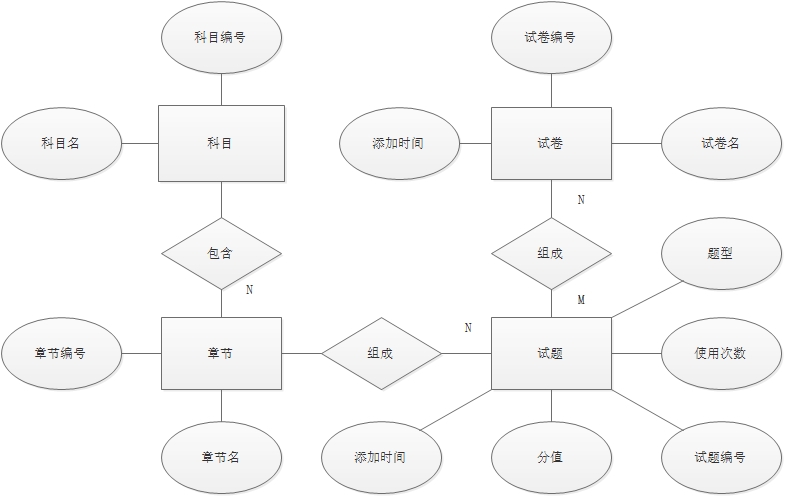 科目编号
试卷编号
科目名
科目
添加时间
试卷
试卷名
N
包含
组成
题型
N
M
N
章节编号
章节
组成
试题
使用次数
章节名
添加时间
分值
试题编号